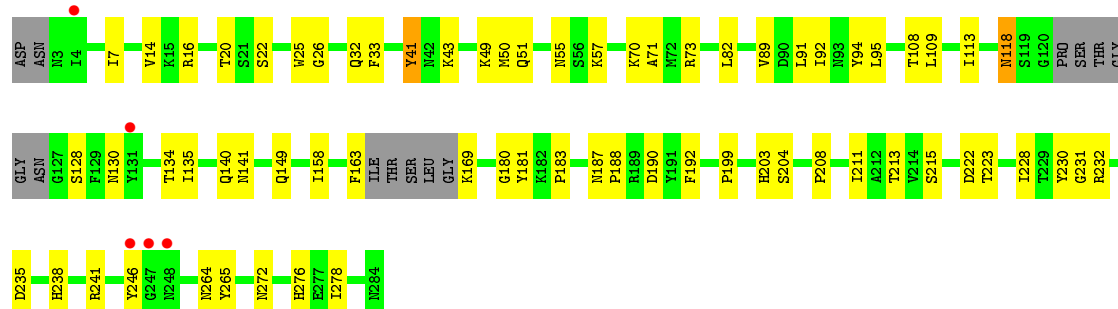 ASP ASN N3 I4 I7 V14 K15 R16 T20 S21 S22 W25 G26 Q32 F33 Y41 N42 K43 K49 M50 Q51 N55 S56 K57 K70 A71 M72 R73 L82 V89 D90 L91 I92 N93 Y94 L95 T108 L109 I113 N118 S119 G120 PRO SER THR GLY
GLY ASN G127 S128 F129 N130 Y131 T134 I135 Q140 N141 Q149 I158 F163 ILE THR SER LEU GLY K169 G180 Y181 K182 P183 N187 P188 R189 D190 Y191 F192 P199 H203 S204 P208 I211 A212 T213 V214 S215 D222 T223 I228 T229 Y230 G231 R232
D235 H238 R241 Y246 G247 N248 N264 Y265 N272 H276 E277 I278 N284